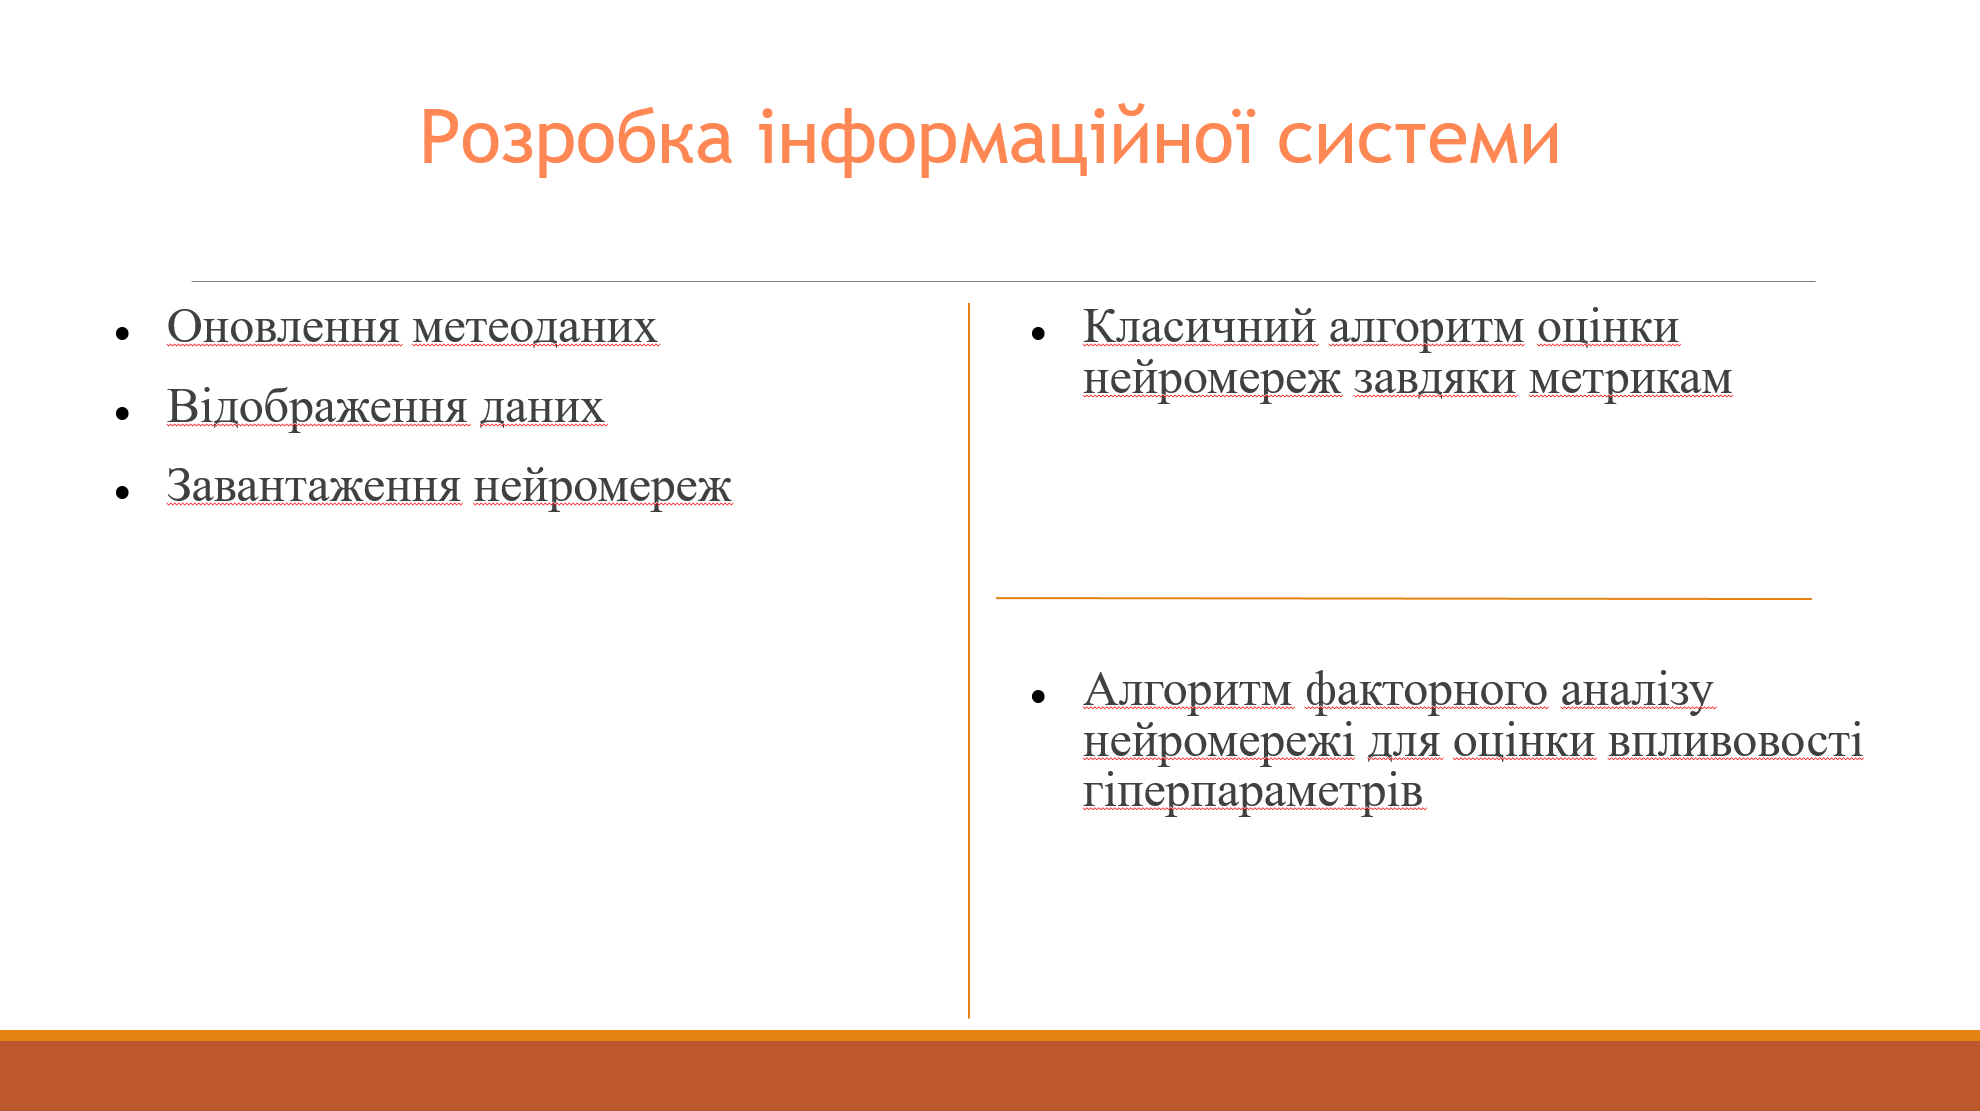 Розробка інформаційної системи
• Оновлення метеоданих
• Відображення даних
• Завантаження нейромереж
• Класичний алгоритм оцінки
нейромереж завдяки метрикам
• Алгоритм факторного аналізу
нейромережі для оцінки впливовості
гіперпараметрів